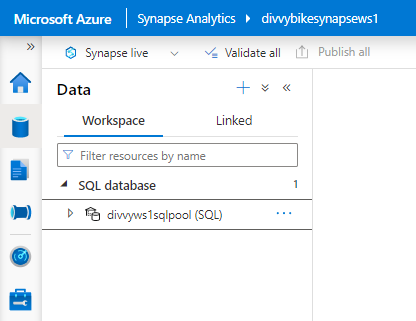 Microsoft Azure Synapse Analytics divvybikesynapsews1
Synapse live Validate all Publish all
Data
Workspace Linked
Filter resources by name
SQL database 1
divvyws1sqlpool (SQL)